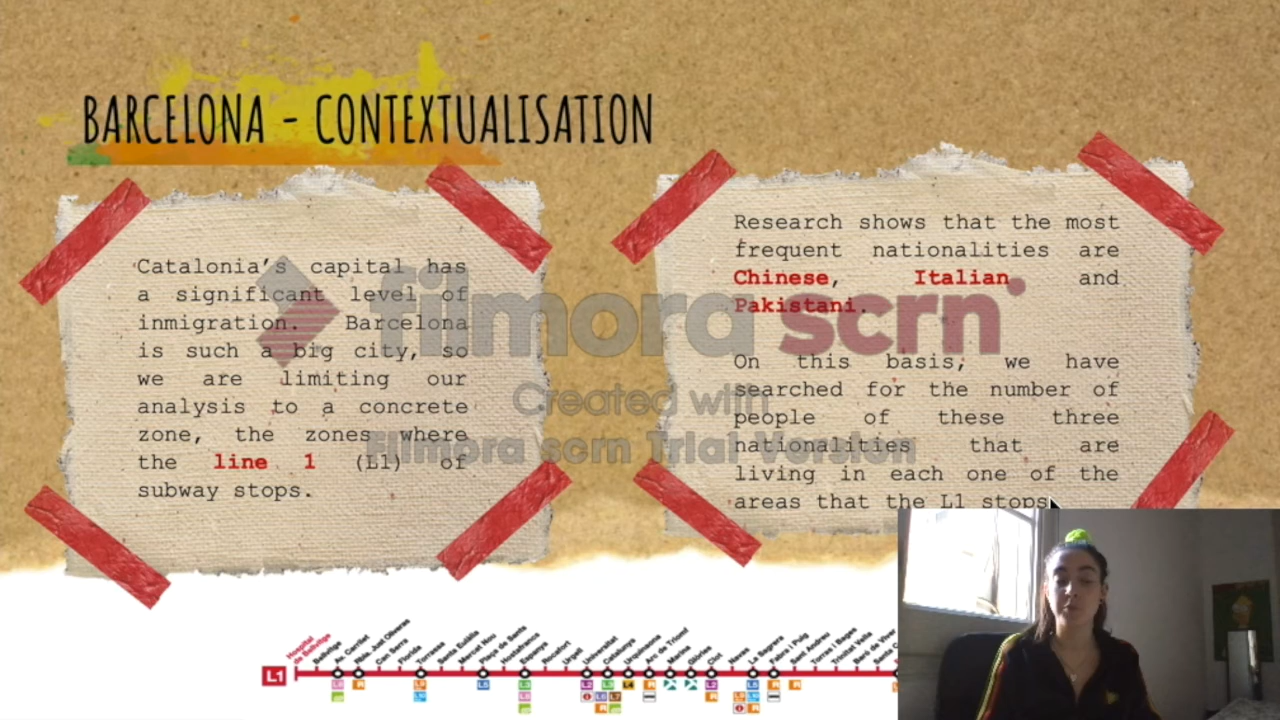 BARCELONA - CONTEXTUALISATION
Catalonia's capital has
a significant level of
inmigration. Barcelona
is such a big city, so
we are limiting our
analysis to a concrete
zone, the zones where
the line 1 (L1) of
subway stops.
Research shows that the most
frequent nationalities are
Chinese, Italian and
Pakistani.
On this basis, we have
searched for the number of
people of these three
nationalities that are
living in each one of the
areas that the L1 stops
filmora scrn
Created with
Filmora scrn Trial Version
L1
Hospital
de Bellvitge
Bellvitge
Av. Carrilet
Rbla. Just Oliveras
Can Serra
Florida
Torrassa
Santa Eulàlia
Mercat Nou
Plaça de Sants
Hostafrancs
Espanya
Rocafort
Urgell
Universitat
Catalunya
Urquinaona
Arc de Triomf
Marina
Glòries
Clot
Navas
La Sagrera
Fabra i Puig
Sant Andreu
Torras i Bages
Trinitat Vella
Baró de Viver